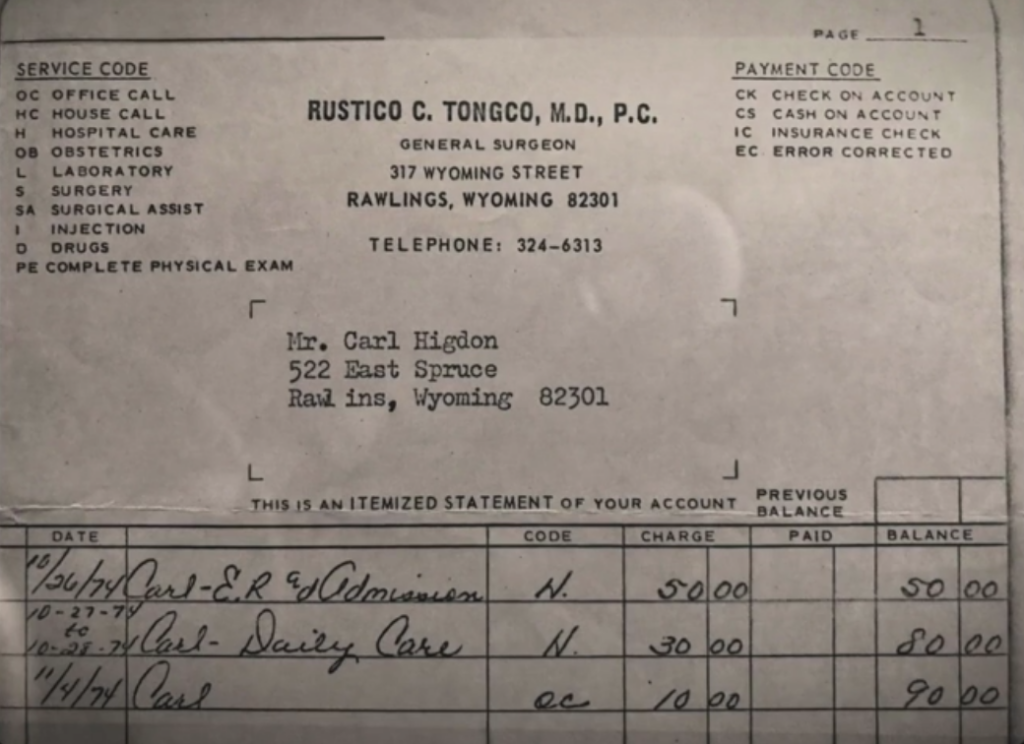 PAGE 1
SERVICE CODE
OC OFFICE CALL
HC HOUSE CALL
H HOSPITAL CARE
OB OBSTETRICS
L LABORATORY
S SURGERY
SA SURGICAL ASSIST
I INJECTION
D DRUGS
PE COMPLETE PHYSICAL EXAM
RUSTICO C. TONGCO, M.D., P.C.
GENERAL SURGEON
317 WYOMING STREET
RAWLINGS, WYOMING 82301
TELEPHONE: 324-6313
PAYMENT CODE
CK CHECK ON ACCOUNT
CS CASH ON ACCOUNT
IC INSURANCE CHECK
EC ERROR CORRECTED
Mr. Carl Higdon
522 East Spruce
Rawlins, Wyoming 82301
THIS IS AN ITEMIZED STATEMENT OF YOUR ACCOUNT
PREVIOUS
BALANCE
DATE CODE CHARGE PAID BALANCE
10/26/74 Carl-E.R &d Admission H. 50 00 50 00
10-27-74
to
10-28-74 Carl- Daily Care H. 30 00 80 00
11/4/74 Carl oc 10 00 90 00